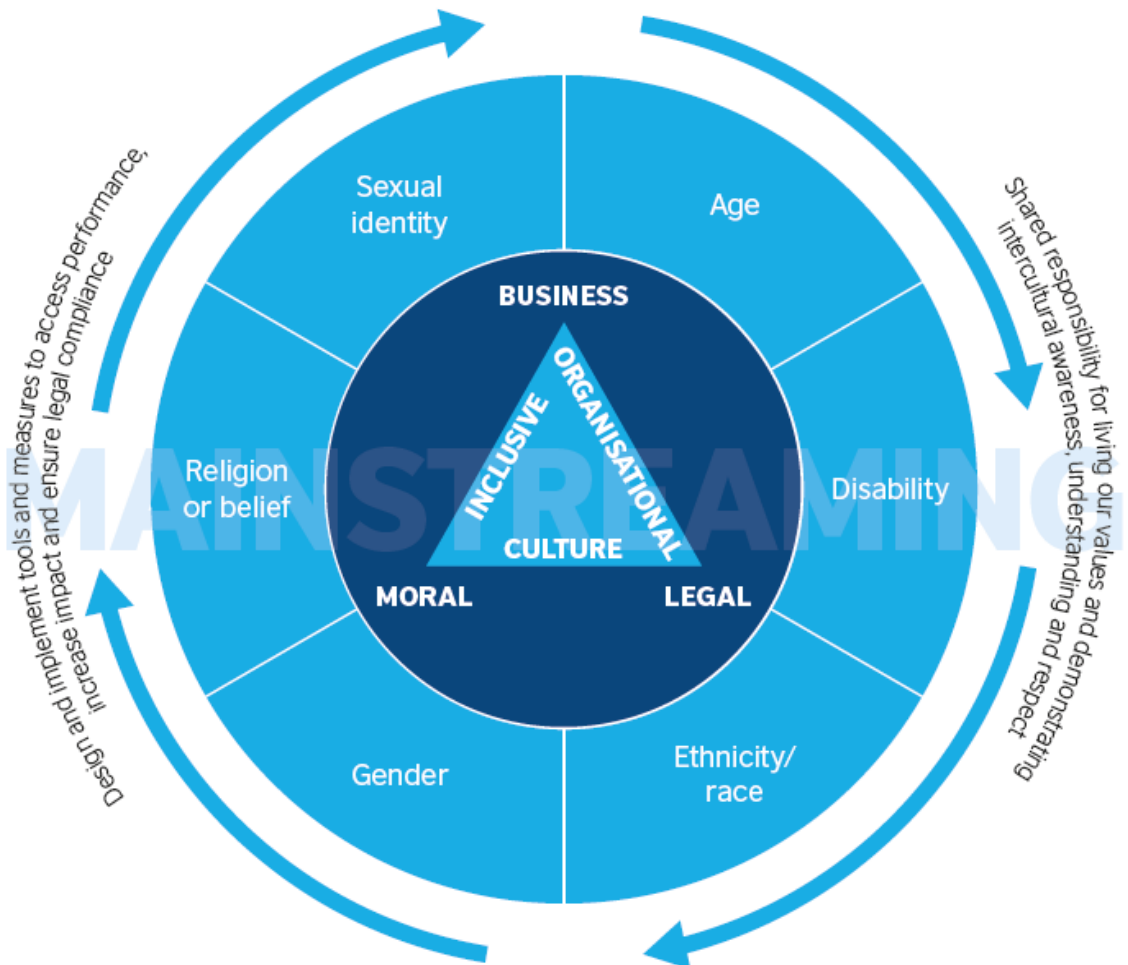 Sexual
identity
Age
BUSINESS
INCLUSIVE
ORGANISATIONAL
CULTURE
MORAL
LEGAL
Religion
or belief
Disability
Gender
Ethnicity/
race
MAINSTREAMING
Design and implement tools and measures to access performance,
increase impact and ensure legal compliance
Shared responsibility for living our values and demonstrating
intercultural awareness, understanding and respect